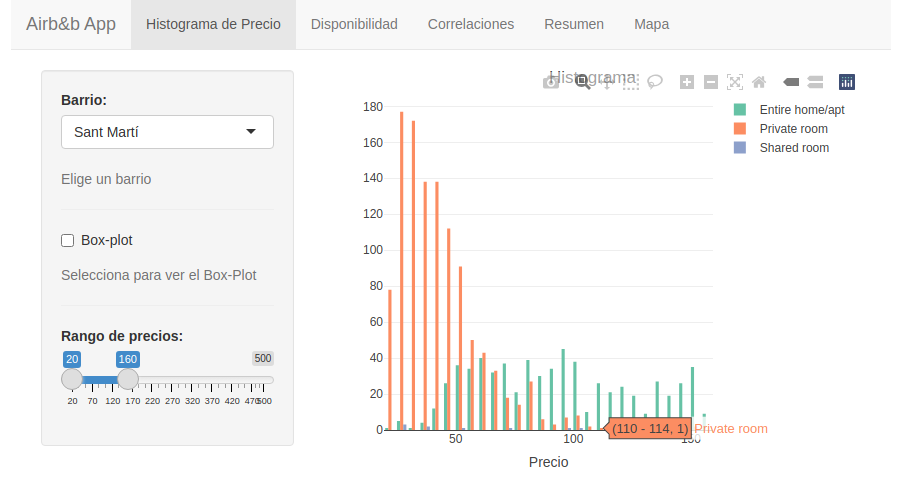 Airb&b App Histograma de Precio Disponibilidad Correlaciones Resumen Mapa
Barrio:
Sant Martí
Elige un barrio
Box-plot
Selecciona para ver el Box-Plot
Rango de precios:
20 160 500
20 70 120 170 220 270 320 370 420 470 500
Histograma
180
160
140
120
100
80
60
40
20
0
50 100 150
Precio
(110 - 114, 1) Private room
Entire home/apt
Private room
Shared room